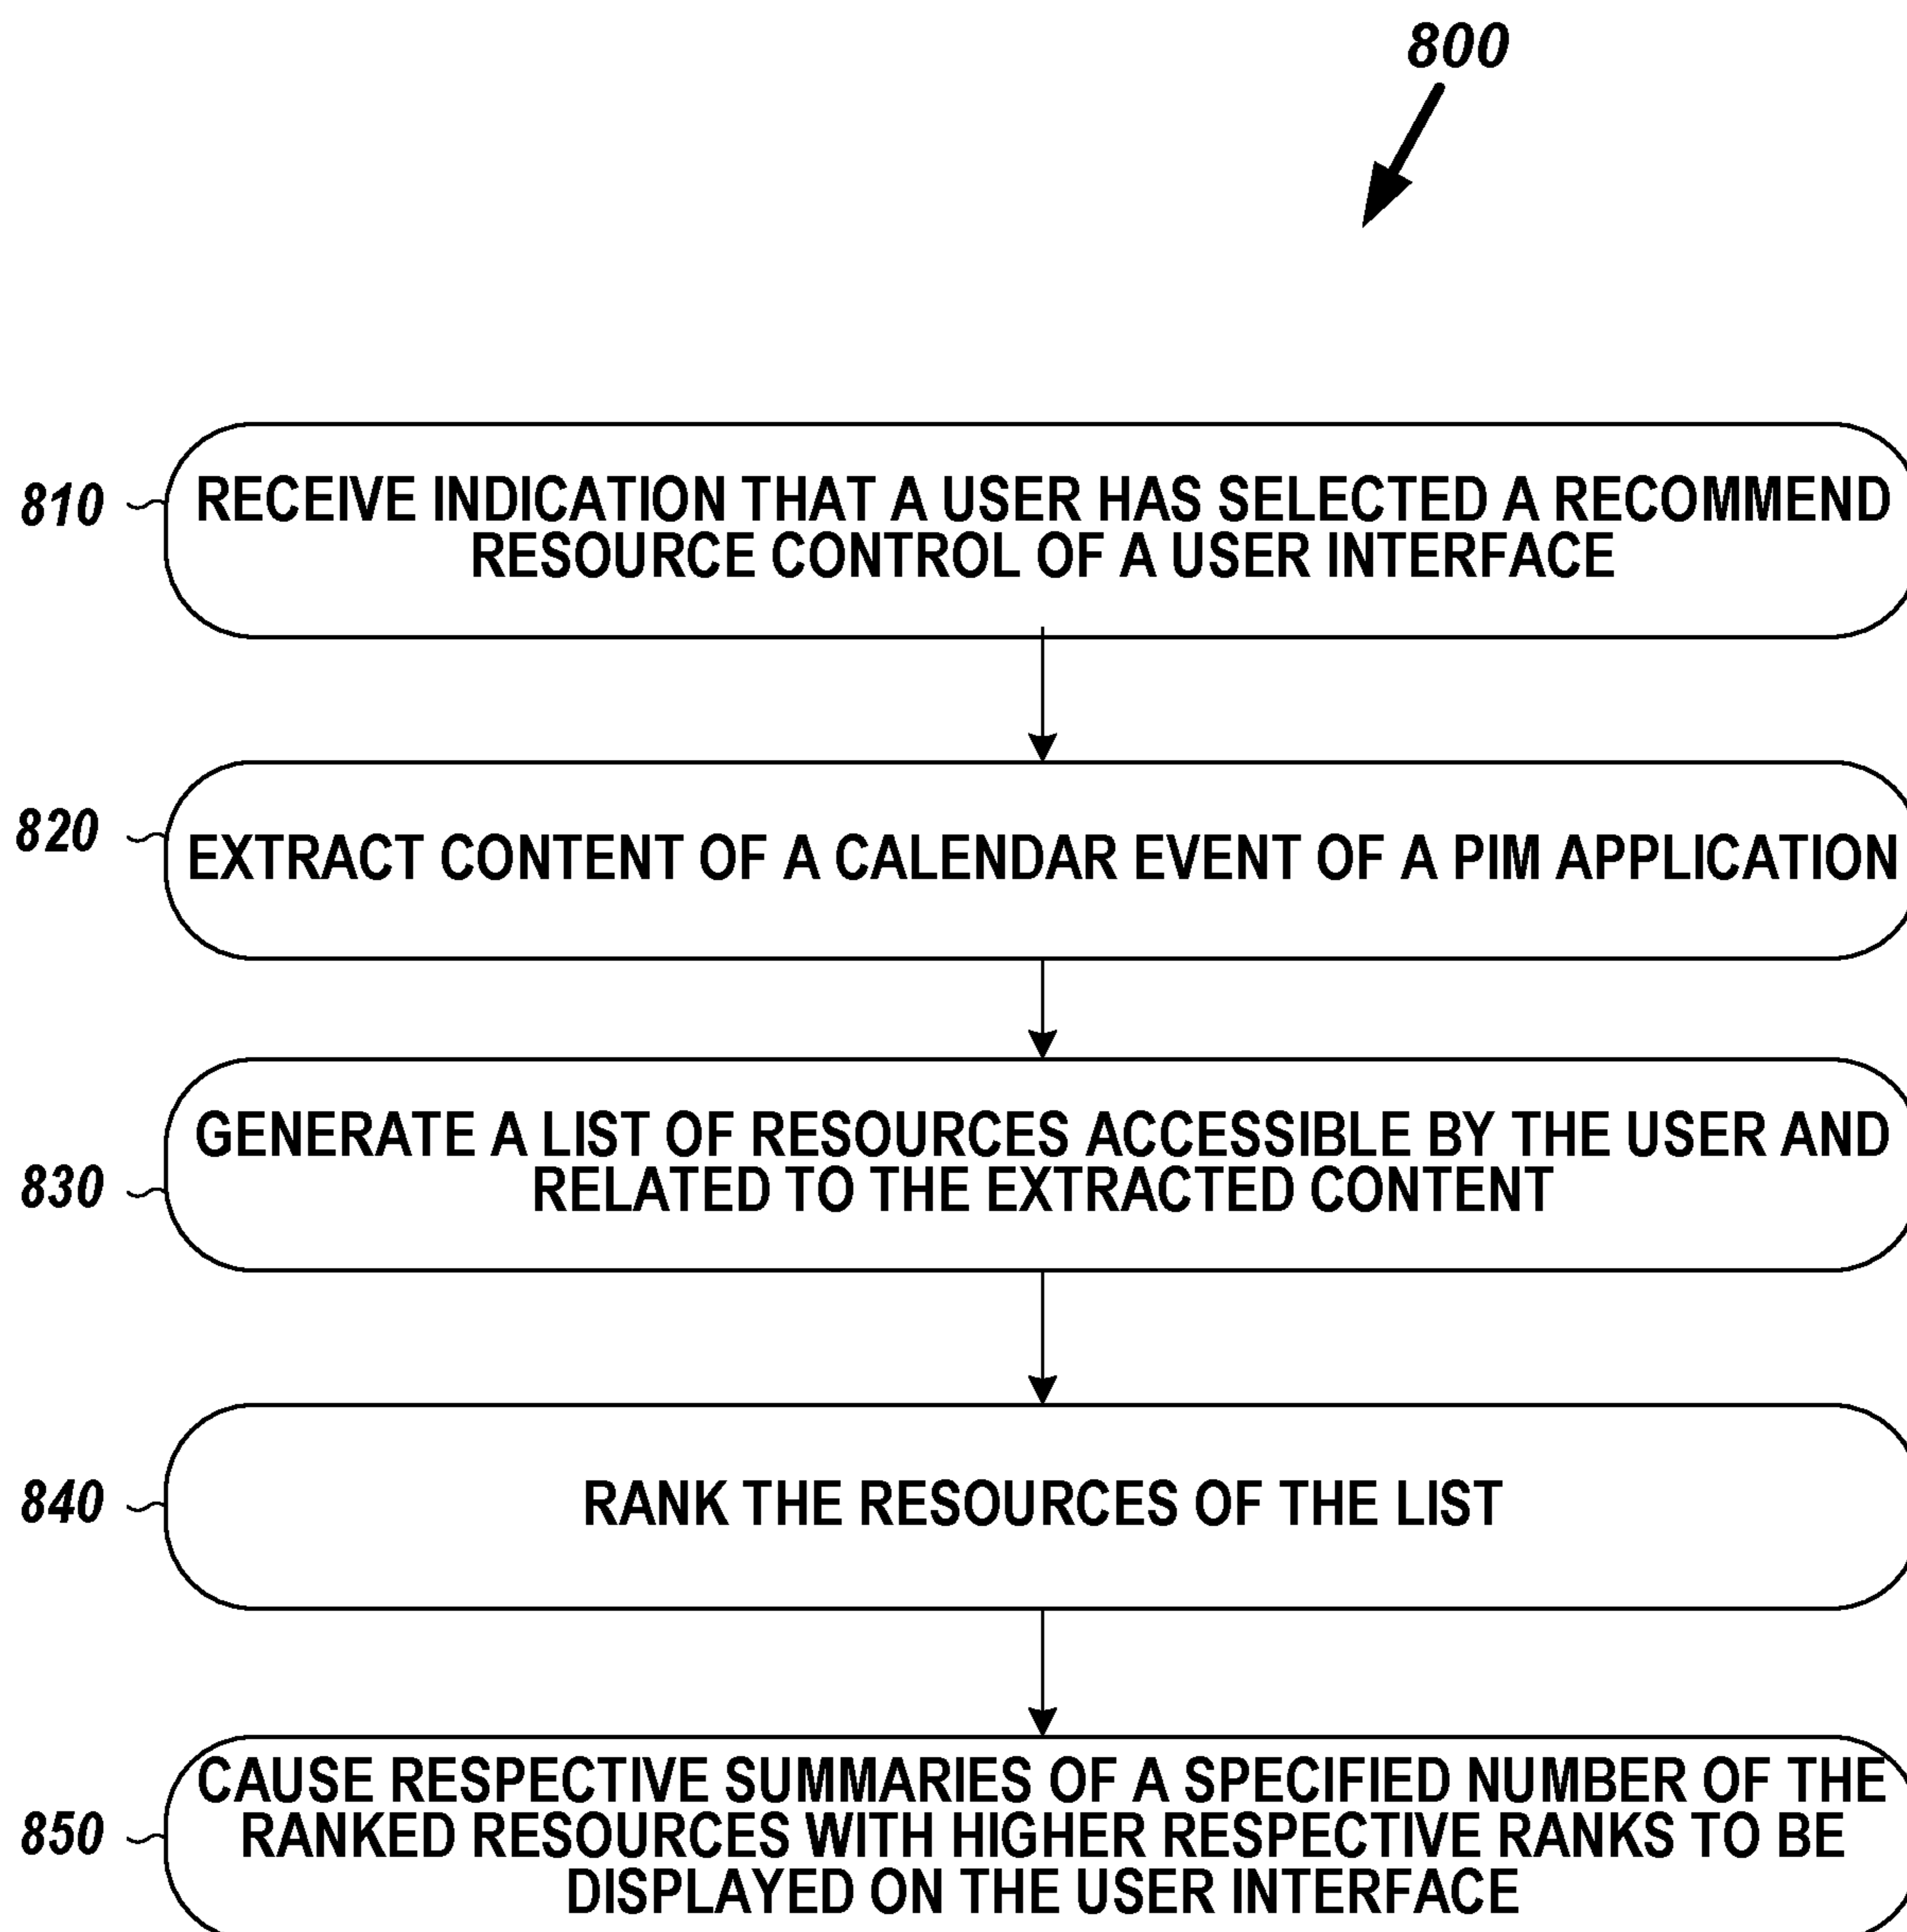 800
810
RECEIVE INDICATION THAT A USER HAS SELECTED A RECOMMEND
RESOURCE CONTROL OF A USER INTERFACE
820
EXTRACT CONTENT OF A CALENDAR EVENT OF A PIM APPLICATION
830
GENERATE A LIST OF RESOURCES ACCESSIBLE BY THE USER AND
RELATED TO THE EXTRACTED CONTENT
840
RANK THE RESOURCES OF THE LIST
850
CAUSE RESPECTIVE SUMMARIES OF A SPECIFIED NUMBER OF THE
RANKED RESOURCES WITH HIGHER RESPECTIVE RANKS TO BE
DISPLAYED ON THE USER INTERFACE